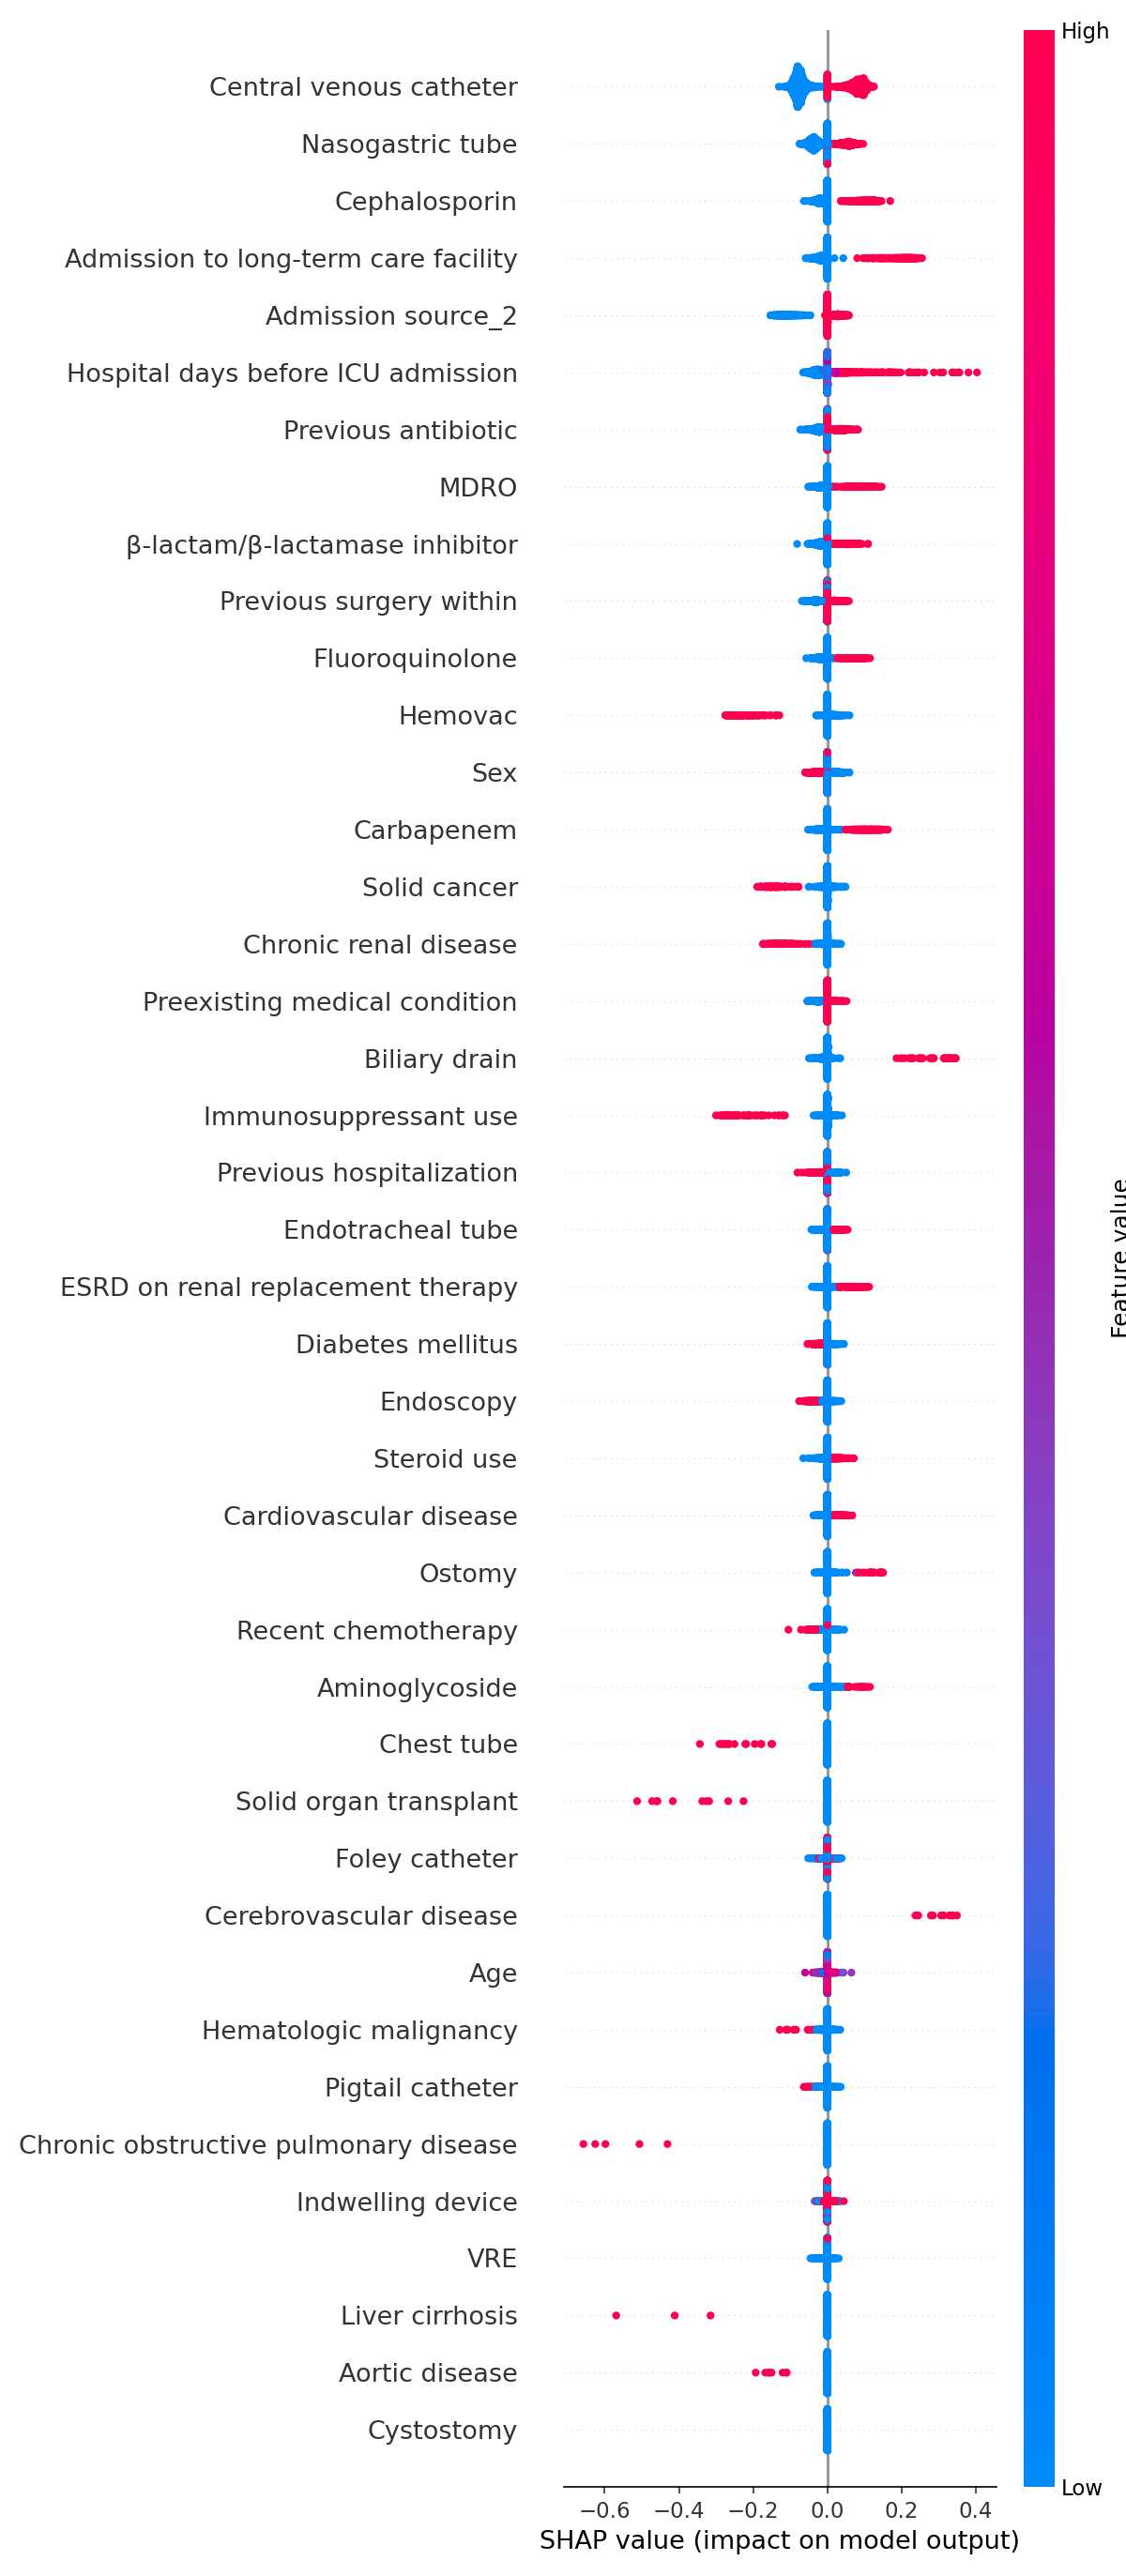 High
Central venous catheter
Nasogastric tube
Cephalosporin
Admission to long-term care facility
Admission source_2
Hospital days before ICU admission
Previous antibiotic
MDRO
β-lactam/β-lactamase inhibitor
Previous surgery within
Fluoroquinolone
Hemovac
Sex
Carbapenem
Solid cancer
Chronic renal disease
Preexisting medical condition
Biliary drain
Immunosuppressant use
Previous hospitalization
Endotracheal tube
ESRD on renal replacement therapy
Diabetes mellitus
Endoscopy
Steroid use
Cardiovascular disease
Ostomy
Recent chemotherapy
Aminoglycoside
Chest tube
Solid organ transplant
Foley catheter
Cerebrovascular disease
Age
Hematologic malignancy
Pigtail catheter
Chronic obstructive pulmonary disease
Indwelling device
VRE
Liver cirrhosis
Aortic disease
Cystostomy
Feature value
Low
−0.6 −0.4 −0.2 0.0 0.2 0.4
SHAP value (impact on model output)